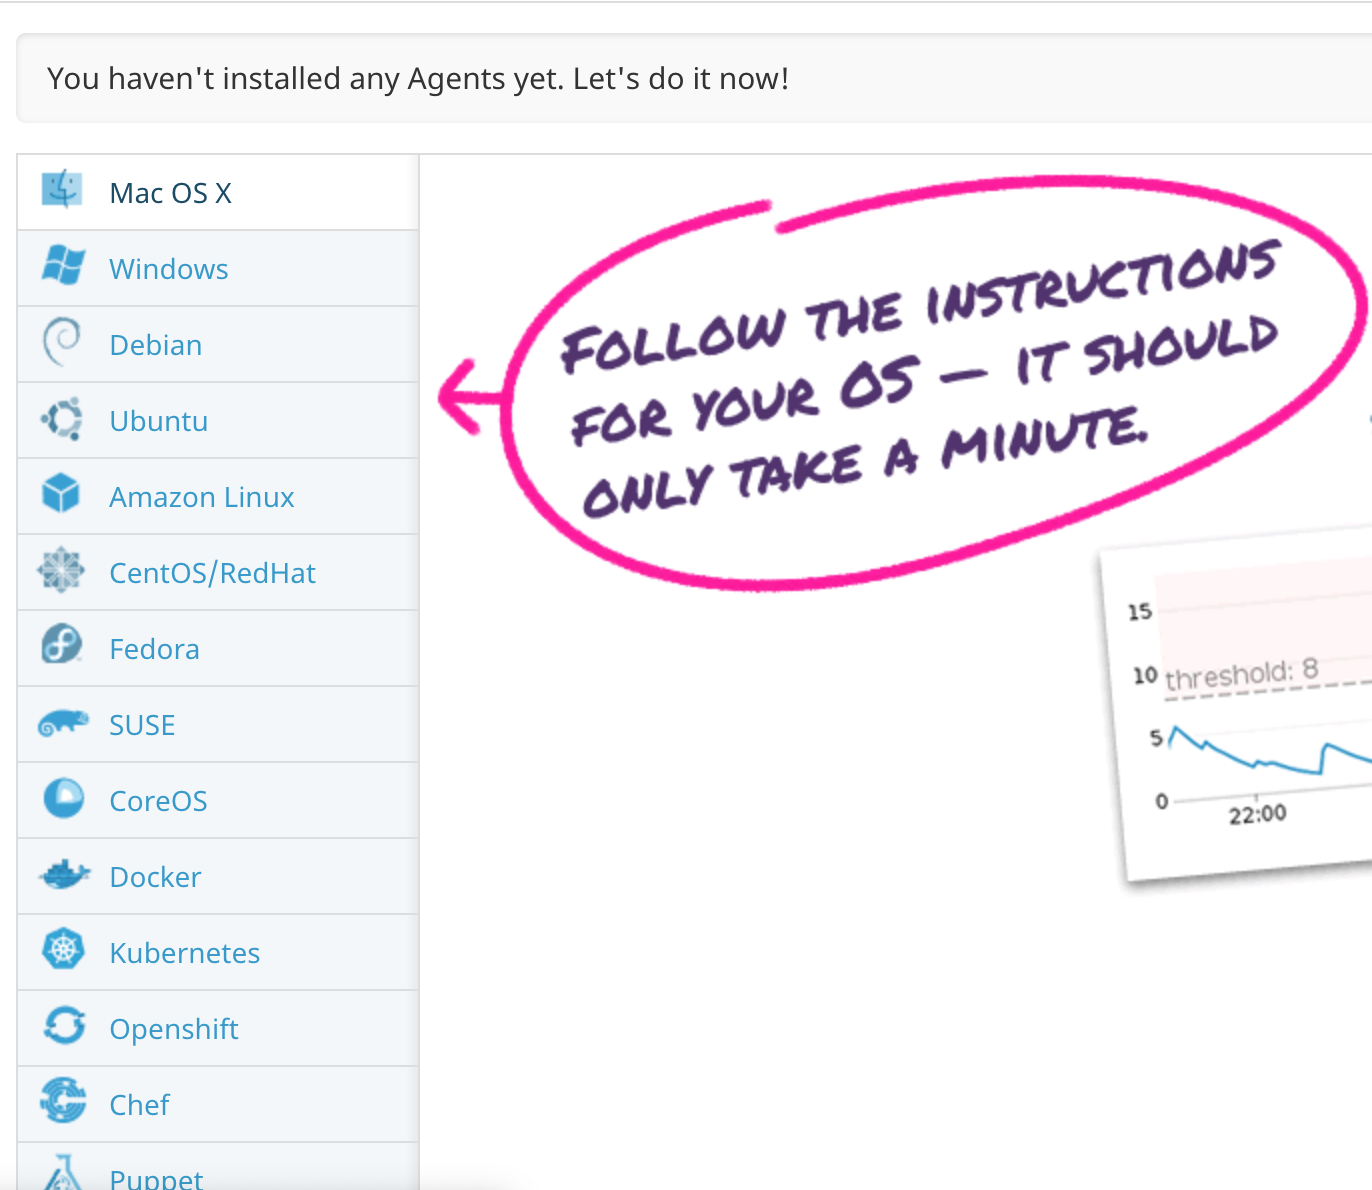 You haven't installed any Agents yet. Let's do it now!
Mac OS X
Windows
Debian
Ubuntu
Amazon Linux
CentOS/RedHat
Fedora
SUSE
CoreOS
Docker
Kubernetes
Openshift
Chef
Puppet
FOLLOW THE INSTRUCTIONS
FOR YOUR OS — IT SHOULD
ONLY TAKE A MINUTE.
15
10
threshold: 8
5
0
22:00